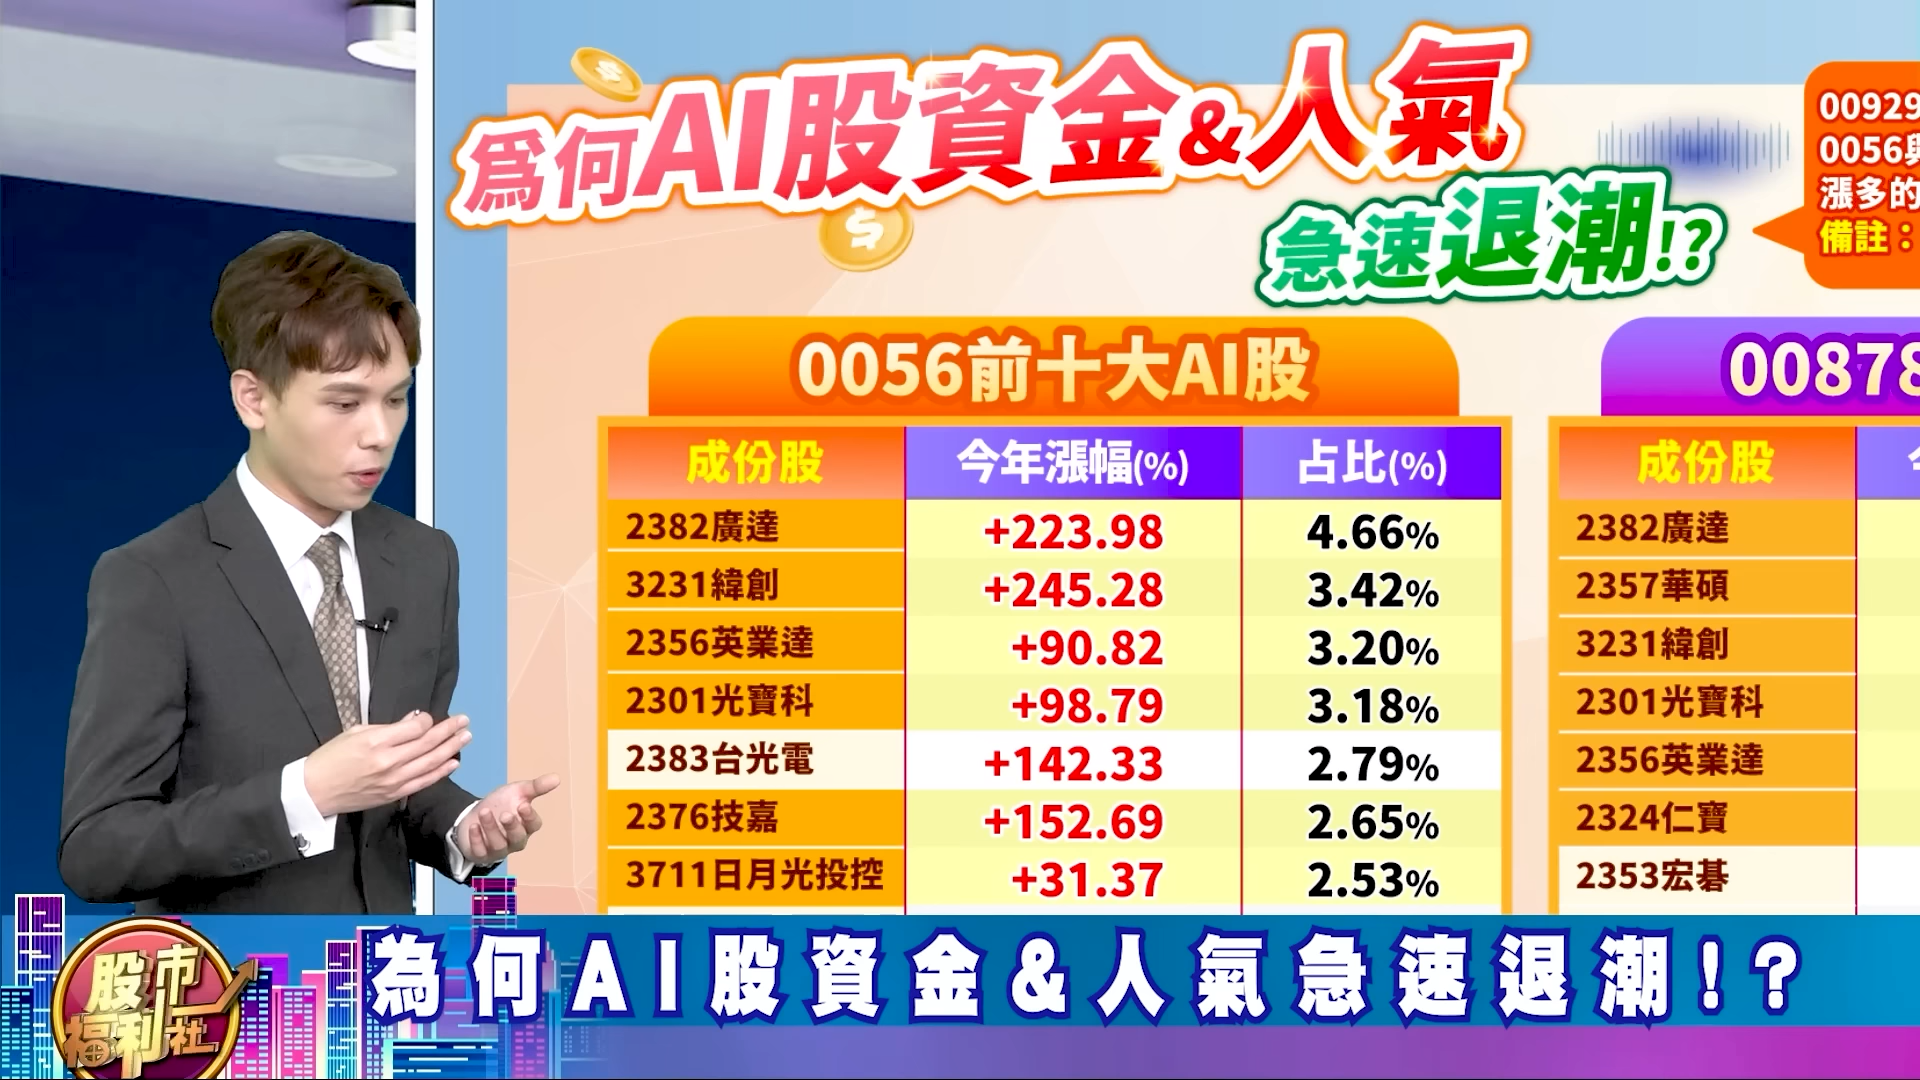 爲何AI股資金&人氣
急速退潮!?
00929
0056與
漲多的
備註：
0056前十大AI股
成份股 今年漲幅(%) 占比(%)
2382廣達 +223.98 4.66%
3231緯創 +245.28 3.42%
2356英業達 +90.82 3.20%
2301光寶科 +98.79 3.18%
2383台光電 +142.33 2.79%
2376技嘉 +152.69 2.65%
3711日月光投控 +31.37 2.53%
00878
成份股
2382廣達
2357華碩
3231緯創
2301光寶科
2356英業達
2324仁寶
2353宏碁
股市
福利社
為何AI股資金&人氣急速退潮!?